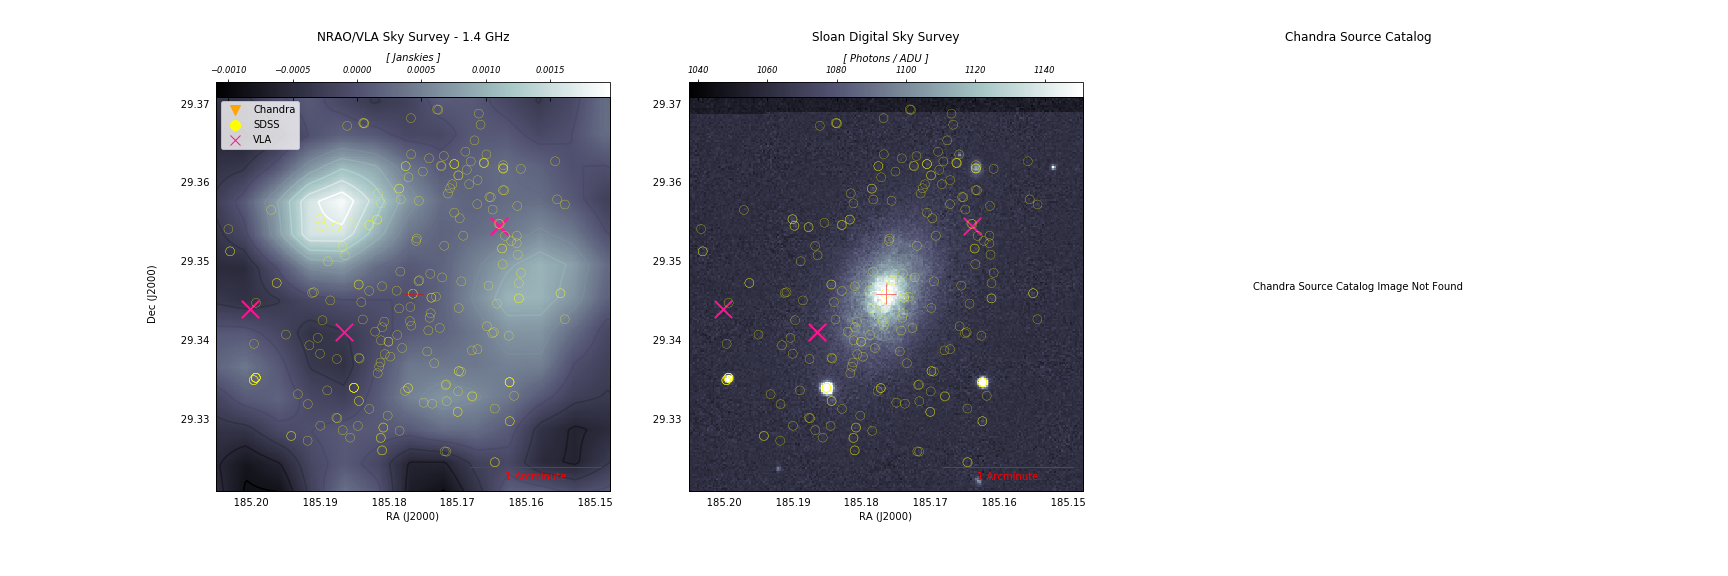 NRAO/VLA Sky Survey - 1.4 GHz
[ Janskies ]
−0.0010 −0.0005 0.0000 0.0005 0.0010 0.0015
Chandra
SDSS
VLA
29.37
29.36
29.35
29.34
29.33
Dec (J2000)
1 Arcminute
185.20 185.19 185.18 185.17 185.16 185.15
RA (J2000)
Sloan Digital Sky Survey
[ Photons / ADU ]
1040 1060 1080 1100 1120 1140
29.37
29.36
29.35
29.34
29.33
1 Arcminute
185.20 185.19 185.18 185.17 185.16 185.15
RA (J2000)
Chandra Source Catalog
Chandra Source Catalog Image Not Found